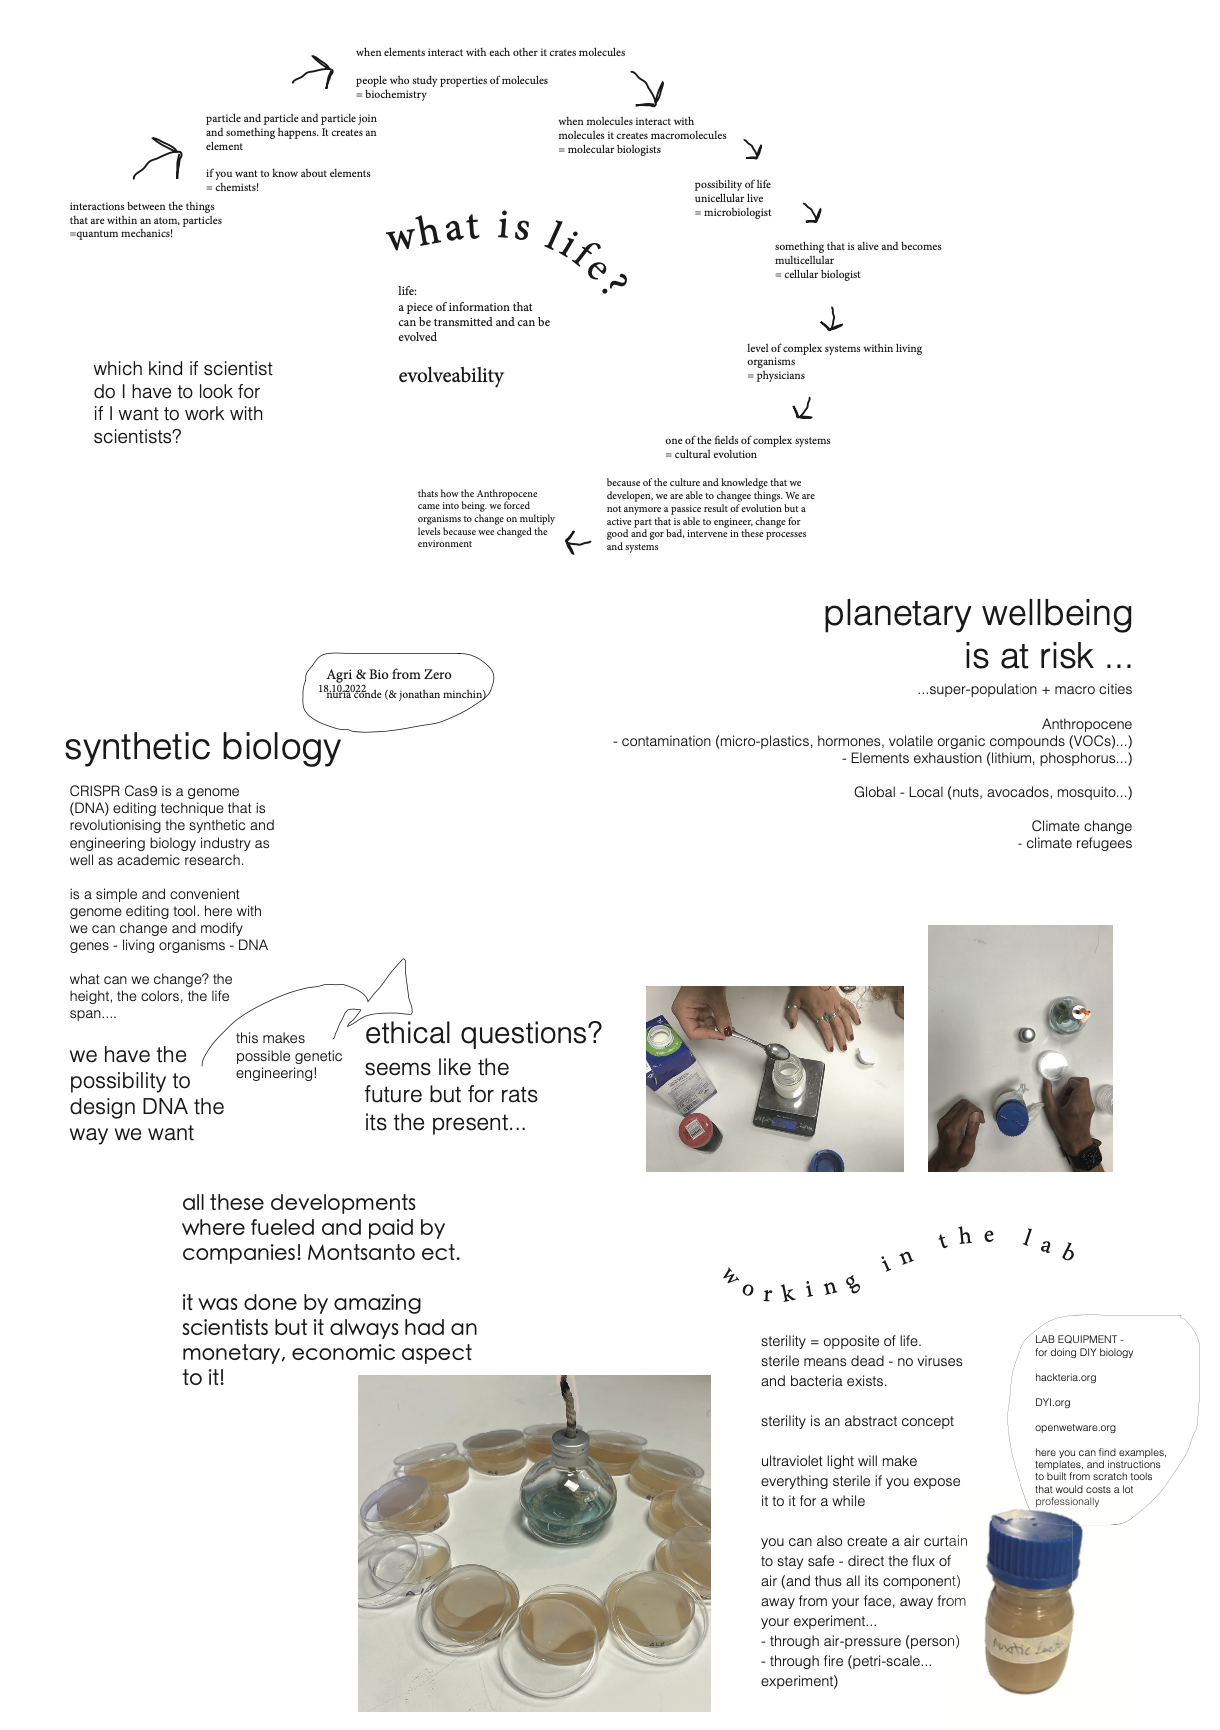 interactions between the things
that are within an atom, particles
=quantum mechanics!
particle and particle and particle join
and something happens. It creates an
element
if you want to know about elements
= chemists!
when elements interact with each other it crates molecules
people who study properties of molecules
= biochemistry
when molecules interact with
molecules it creates macromolecules
= molecular biologists
possibility of life
unicellular live
= microbiologist
something that is alive and becomes
multicellular
= cellular biologist
level of complex systems within living
organisms
= physicians
one of the fields of complex systems
= cultural evolution
because of the culture and knowledge that we
developen, we are able to changee things. We are
not anymore a passice result of evolution but a
active part that is able to engineer, change for
good and gor bad, intervene in these processes
and systems
thats how the Anthropocene
came into being. we forced
organisms to change on multiply
levels because wee changed the
environment
what is life?
life:
a piece of information that
can be transmitted and can be
evolved
evolveability
which kind if scientist
do I have to look for
if I want to work with
scientists?
planetary wellbeing
is at risk ...
...super-population + macro cities
Anthropocene
- contamination (micro-plastics, hormones, volatile organic compounds (VOCs)...)
- Elements exhaustion (lithium, phosphorus...)
Global - Local (nuts, avocados, mosquito...)
Climate change
- climate refugees
Agri & Bio from Zero
18.10.2022
nuria conde (& jonathan minchin)
synthetic biology
CRISPR Cas9 is a genome
(DNA) editing technique that is
revolutionising the synthetic and
engineering biology industry as
well as academic research.
is a simple and convenient
genome editing tool. here with
we can change and modify
genes - living organisms - DNA
what can we change? the
height, the colors, the life
span....
we have the
possibility to
design DNA the
way we want
this makes
possible genetic
engineering!
ethical questions?
seems like the
future but for rats
its the present...
all these developments
where fueled and paid by
companies! Montsanto ect.
it was done by amazing
scientists but it always had an
monetary, economic aspect
to it!
working in the lab
sterility = opposite of life.
sterile means dead - no viruses
and bacteria exists.
sterility is an abstract concept
ultraviolet light will make
everything sterile if you expose
it to it for a while
you can also create a air curtain
to stay safe - direct the flux of
air (and thus all its component)
away from your face, away from
your experiment...
- through air-pressure (person)
- through fire (petri-scale...
experiment)
LAB EQUIPMENT -
for doing DIY biology
hackteria.org
DYI.org
openwetware.org
here you can find examples,
templates, and instructions
to built from scratch tools
that would costs a lot
professionally